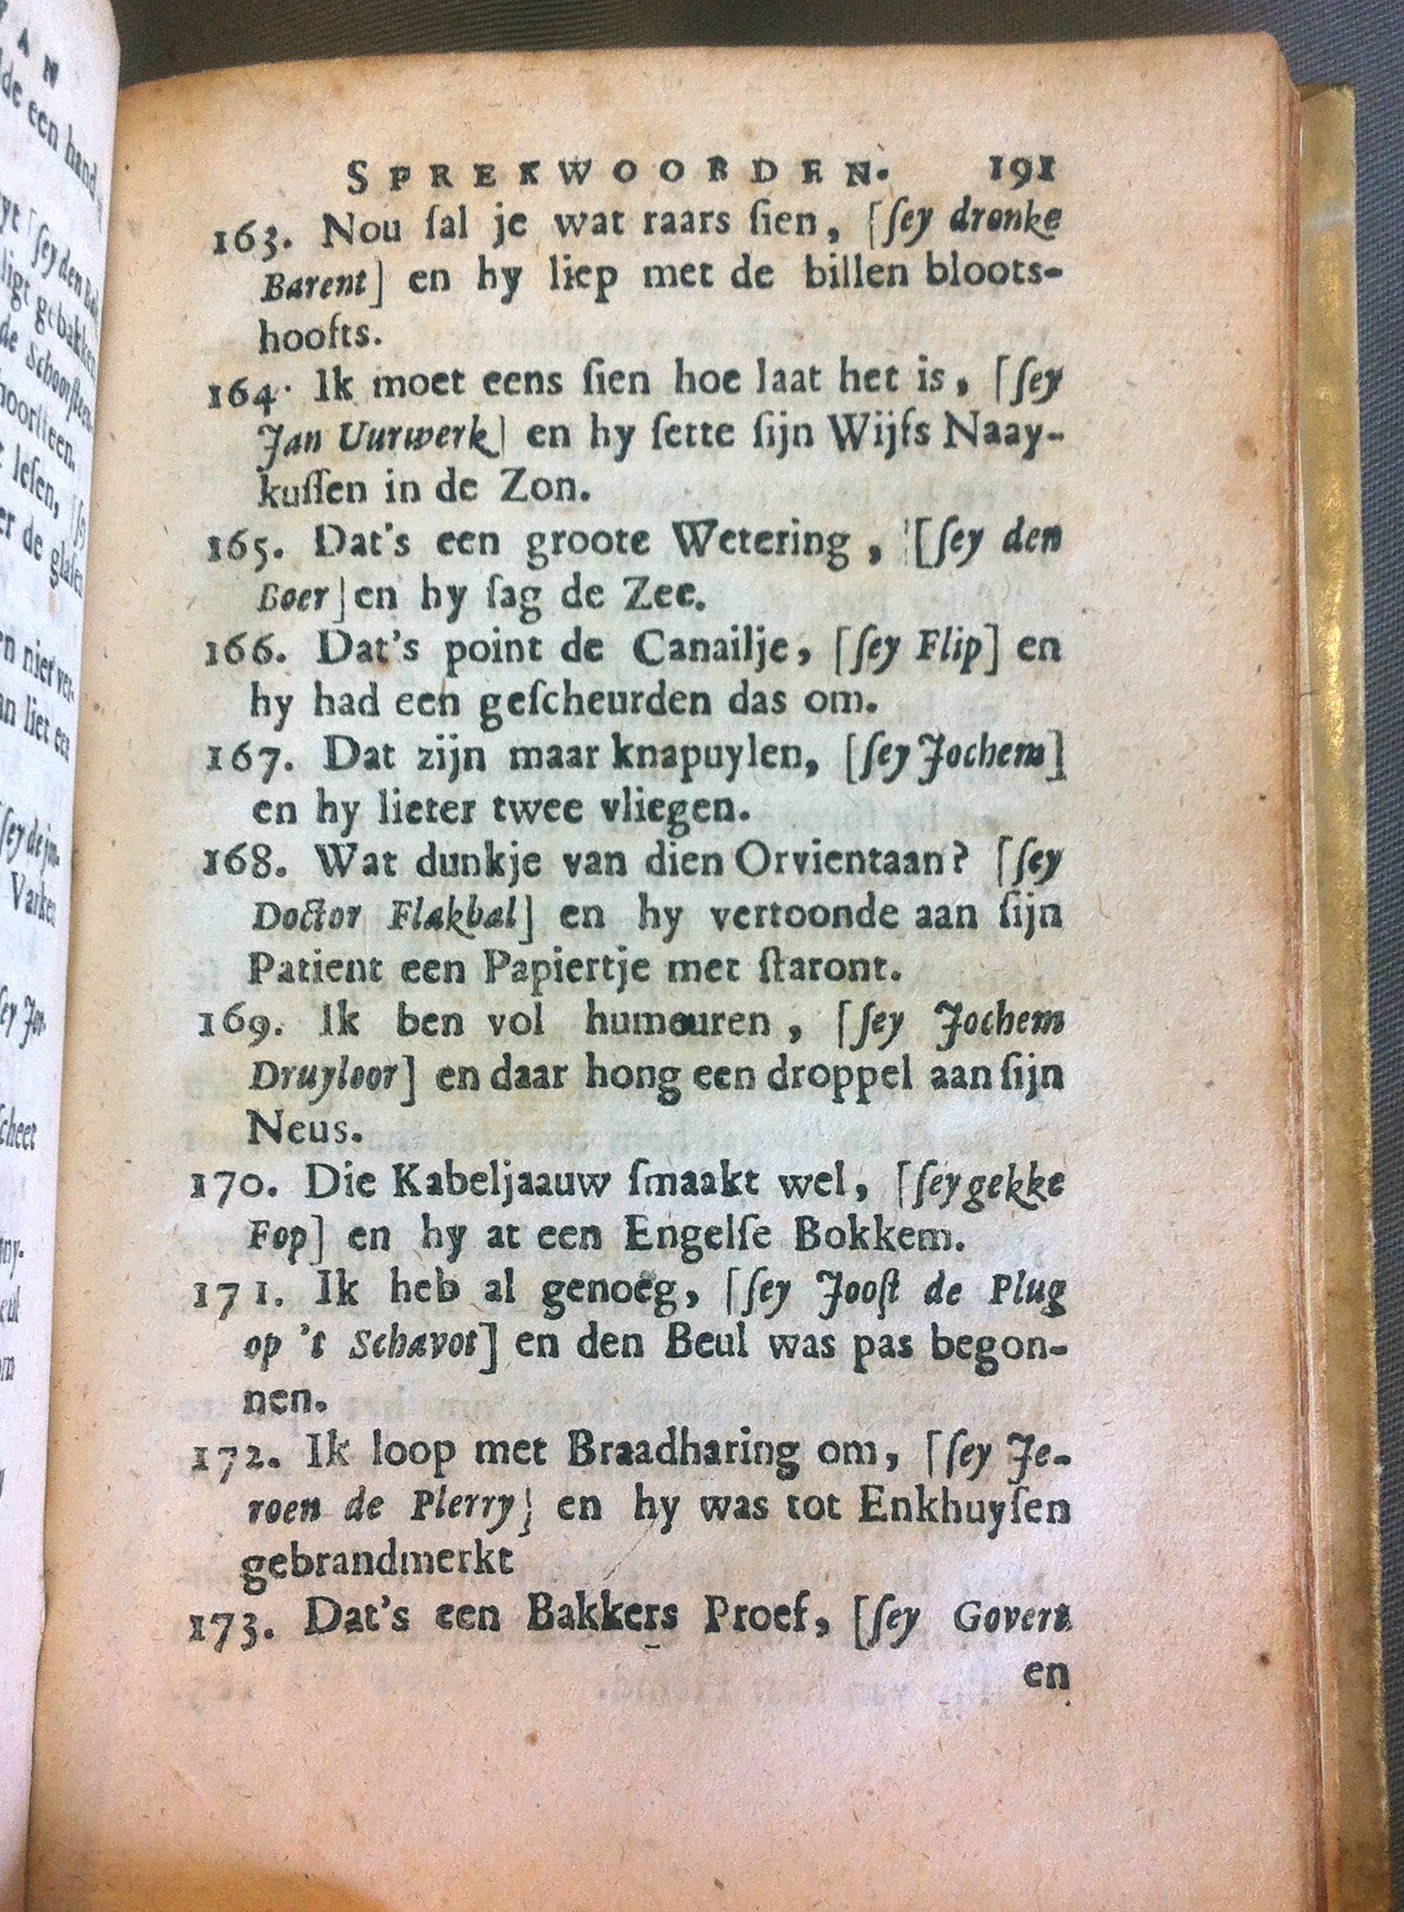 SPREKWOORDEN. 191
163. Nou ſal je wat raars ſien, [ſey dronke
Barent] en hy liep met de billen bloots-
hoofts.
164. Ik moet eens ſien hoe laat het is, [ſey
Jan Uurwerk] en hy ſette ſijn Wijfs Naay-
kuſſen in de Zon.
165. Dat's een groote Wetering, [ſey den
Boer] en hy ſag de Zee.
166. Dat's point de Canailje, [ſey Flip] en
hy had een geſcheurden das om.
167. Dat zijn maar knapuylen, [ſey Jochem]
en hy lieter twee vliegen.
168. Wat dunkje van dien Orvientaan? [ſey
Doctor Flakbal] en hy vertoonde aan ſijn
Patient een Papiertje met ſtaront.
169. Ik ben vol humeuren, [ſey Jochem
Druyloor] en daar hong een droppel aan ſijn
Neus.
170. Die Kabeljaauw ſmaakt wel, [ſey gekke
Fop] en hy at een Engelſe Bokkem.
171. Ik heb al genoeg, [ſey Jooſt de Plug
op 't Schavot] en den Beul was pas begon-
nen.
172. Ik loop met Braadharing om, [ſey Je-
roen de Plerry] en hy was tot Enkhuyſen
gebrandmerkt
173. Dat's een Bakkers Proef, [ſey Govert
en